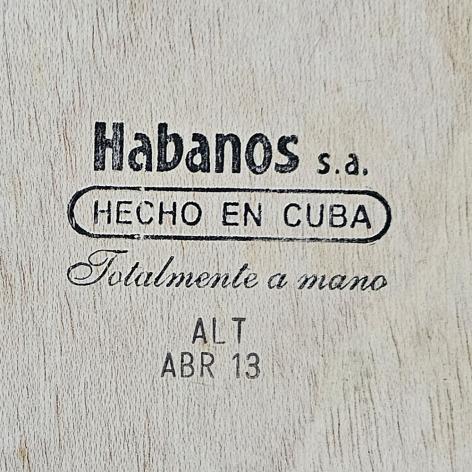 Habanos s.a.
HECHO EN CUBA
Totalmente a mano
ALT
ABR 13